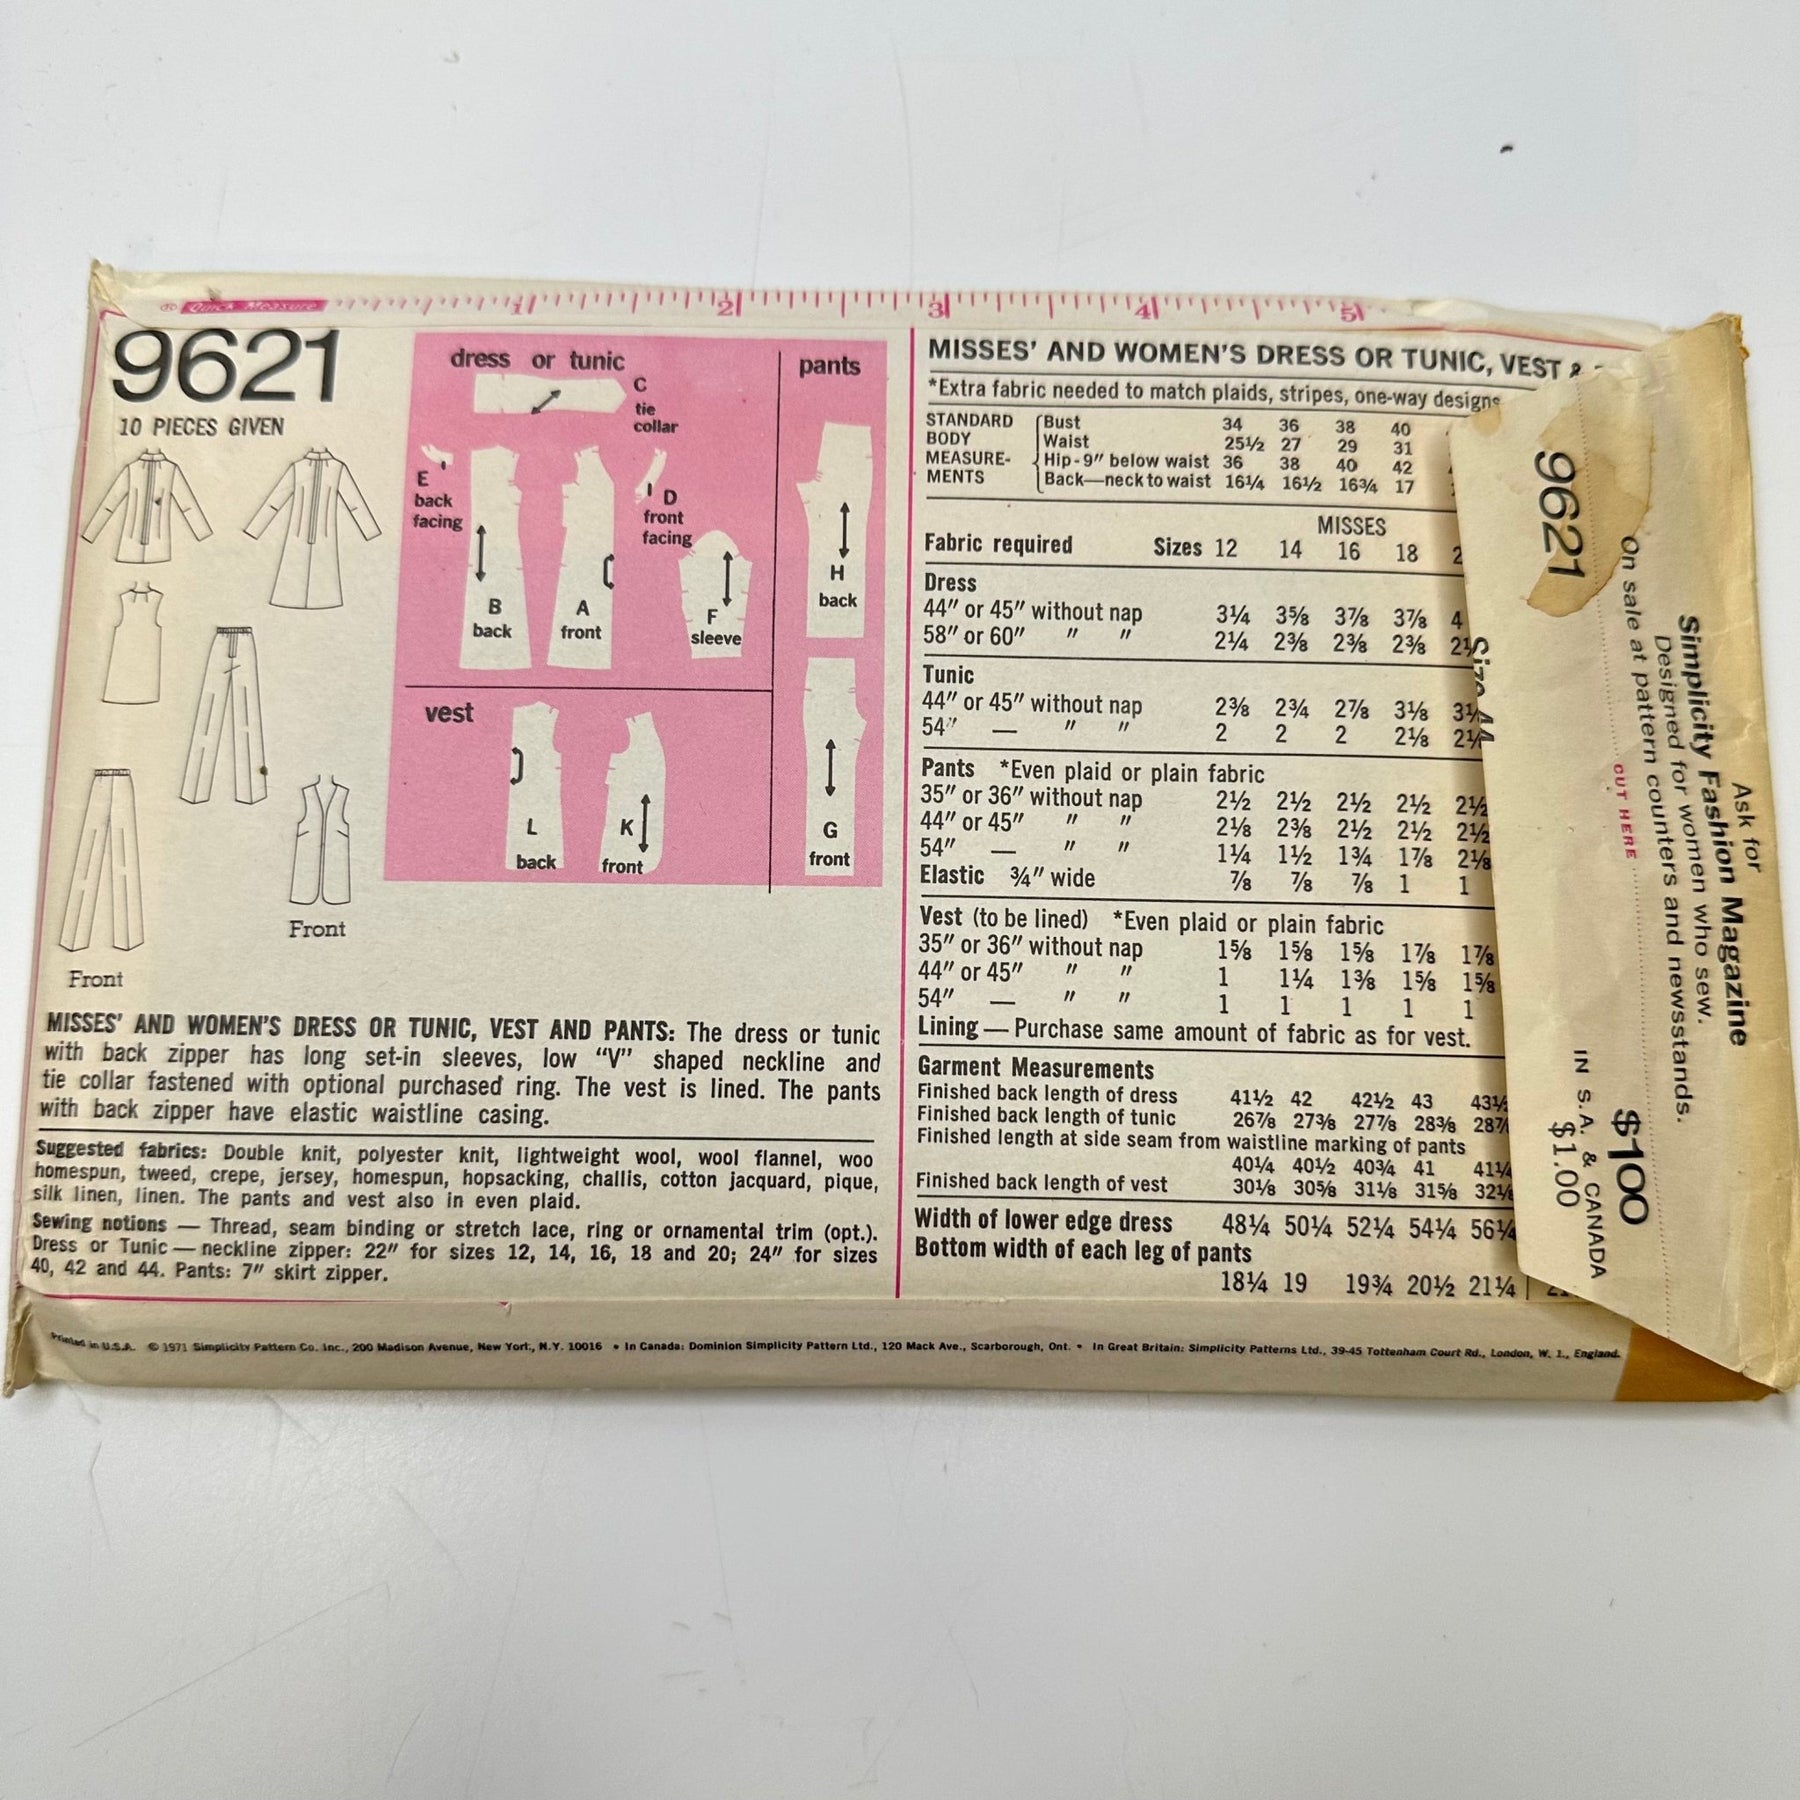 Quick Measure 1 2 3 4 5
9621
10 PIECES GIVEN
Front
Front
dress or tunic
C
tie
collar
E
back
facing
D
front
facing
B
back
A
front
F
sleeve
pants
H
back
G
front
vest
L
back
K
front
MISSES' AND WOMEN'S DRESS OR TUNIC, VEST AND PANTS: The dress or tunic
with back zipper has long set-in sleeves, low "V" shaped neckline and
tie collar fastened with optional purchased ring. The vest is lined. The pants
with back zipper have elastic waistline casing.
Suggested fabrics: Double knit, polyester knit, lightweight wool, wool flannel, woo
homespun, tweed, crepe, jersey, homespun, hopsacking, challis, cotton jacquard, pique,
silk linen, linen. The pants and vest also in even plaid.
Sewing notions — Thread, seam binding or stretch lace, ring or ornamental trim (opt.).
Dress or Tunic — neckline zipper: 22" for sizes 12, 14, 16, 18 and 20; 24" for sizes
40, 42 and 44. Pants: 7" skirt zipper.
MISSES' AND WOMEN'S DRESS OR TUNIC, VEST &
*Extra fabric needed to match plaids, stripes, one-way designs
STANDARD BODY MEASURE- MENTS
Bust 34 36 38 40
Waist 25½ 27 29 31
Hip-9" below waist 36 38 40 42
Back—neck to waist 16¼ 16½ 16¾ 17
MISSES
Fabric required Sizes 12 14 16 18 2
Dress
44" or 45" without nap 3¼ 3⅝ 3⅞ 3⅞ 4
58" or 60" " " 2¼ 2⅜ 2⅜ 2⅜
Tunic
44" or 45" without nap 2⅜ 2¾ 2⅞ 3⅛
54" — " " 2 2 2 2⅛
Pants *Even plaid or plain fabric
35" or 36" without nap 2½ 2½ 2½ 2½ 2½
44" or 45" " " 2⅛ 2⅜ 2½ 2½ 2½
54" — " " 1¼ 1½ 1¾ 1⅞ 2⅛
Elastic ¾" wide ⅞ ⅞ ⅞ 1 1
Vest (to be lined) *Even plaid or plain fabric
35" or 36" without nap 1⅝ 1⅝ 1⅝ 1⅞ 1⅞
44" or 45" " " 1 1¼ 1⅜ 1⅝ 1⅝
54" — " " 1 1 1 1 1
Lining — Purchase same amount of fabric as for vest.
Garment Measurements
Finished back length of dress 41½ 42 42½ 43 43½
Finished back length of tunic 26⅞ 27⅜ 27⅞ 28⅜ 28⅞
Finished length at side seam from waistline marking of pants
40¼ 40½ 40¾ 41 41¼
Finished back length of vest 30⅛ 30⅝ 31⅛ 31⅝ 32⅛
Width of lower edge dress 48¼ 50¼ 52¼ 54¼ 56¼
Bottom width of each leg of pants
18¼ 19 19¾ 20½ 21¼
Size 44
9621
IN S.A. & CANADA
$1.00
$100
On sale at pattern counters and newsstands.
CUT HERE
Designed for women who sew.
Simplicity Fashion Magazine
Ask for
Printed in U.S.A. © 1971 Simplicity Pattern Co. Inc., 200 Madison Avenue, New York, N.Y. 10016 • In Canada: Dominion Simplicity Pattern Ltd., 120 Mack Ave., Scarborough, Ont. • In Great Britain: Simplicity Patterns Ltd., 39-45 Tottenham Court Rd., London, W. 1., England.